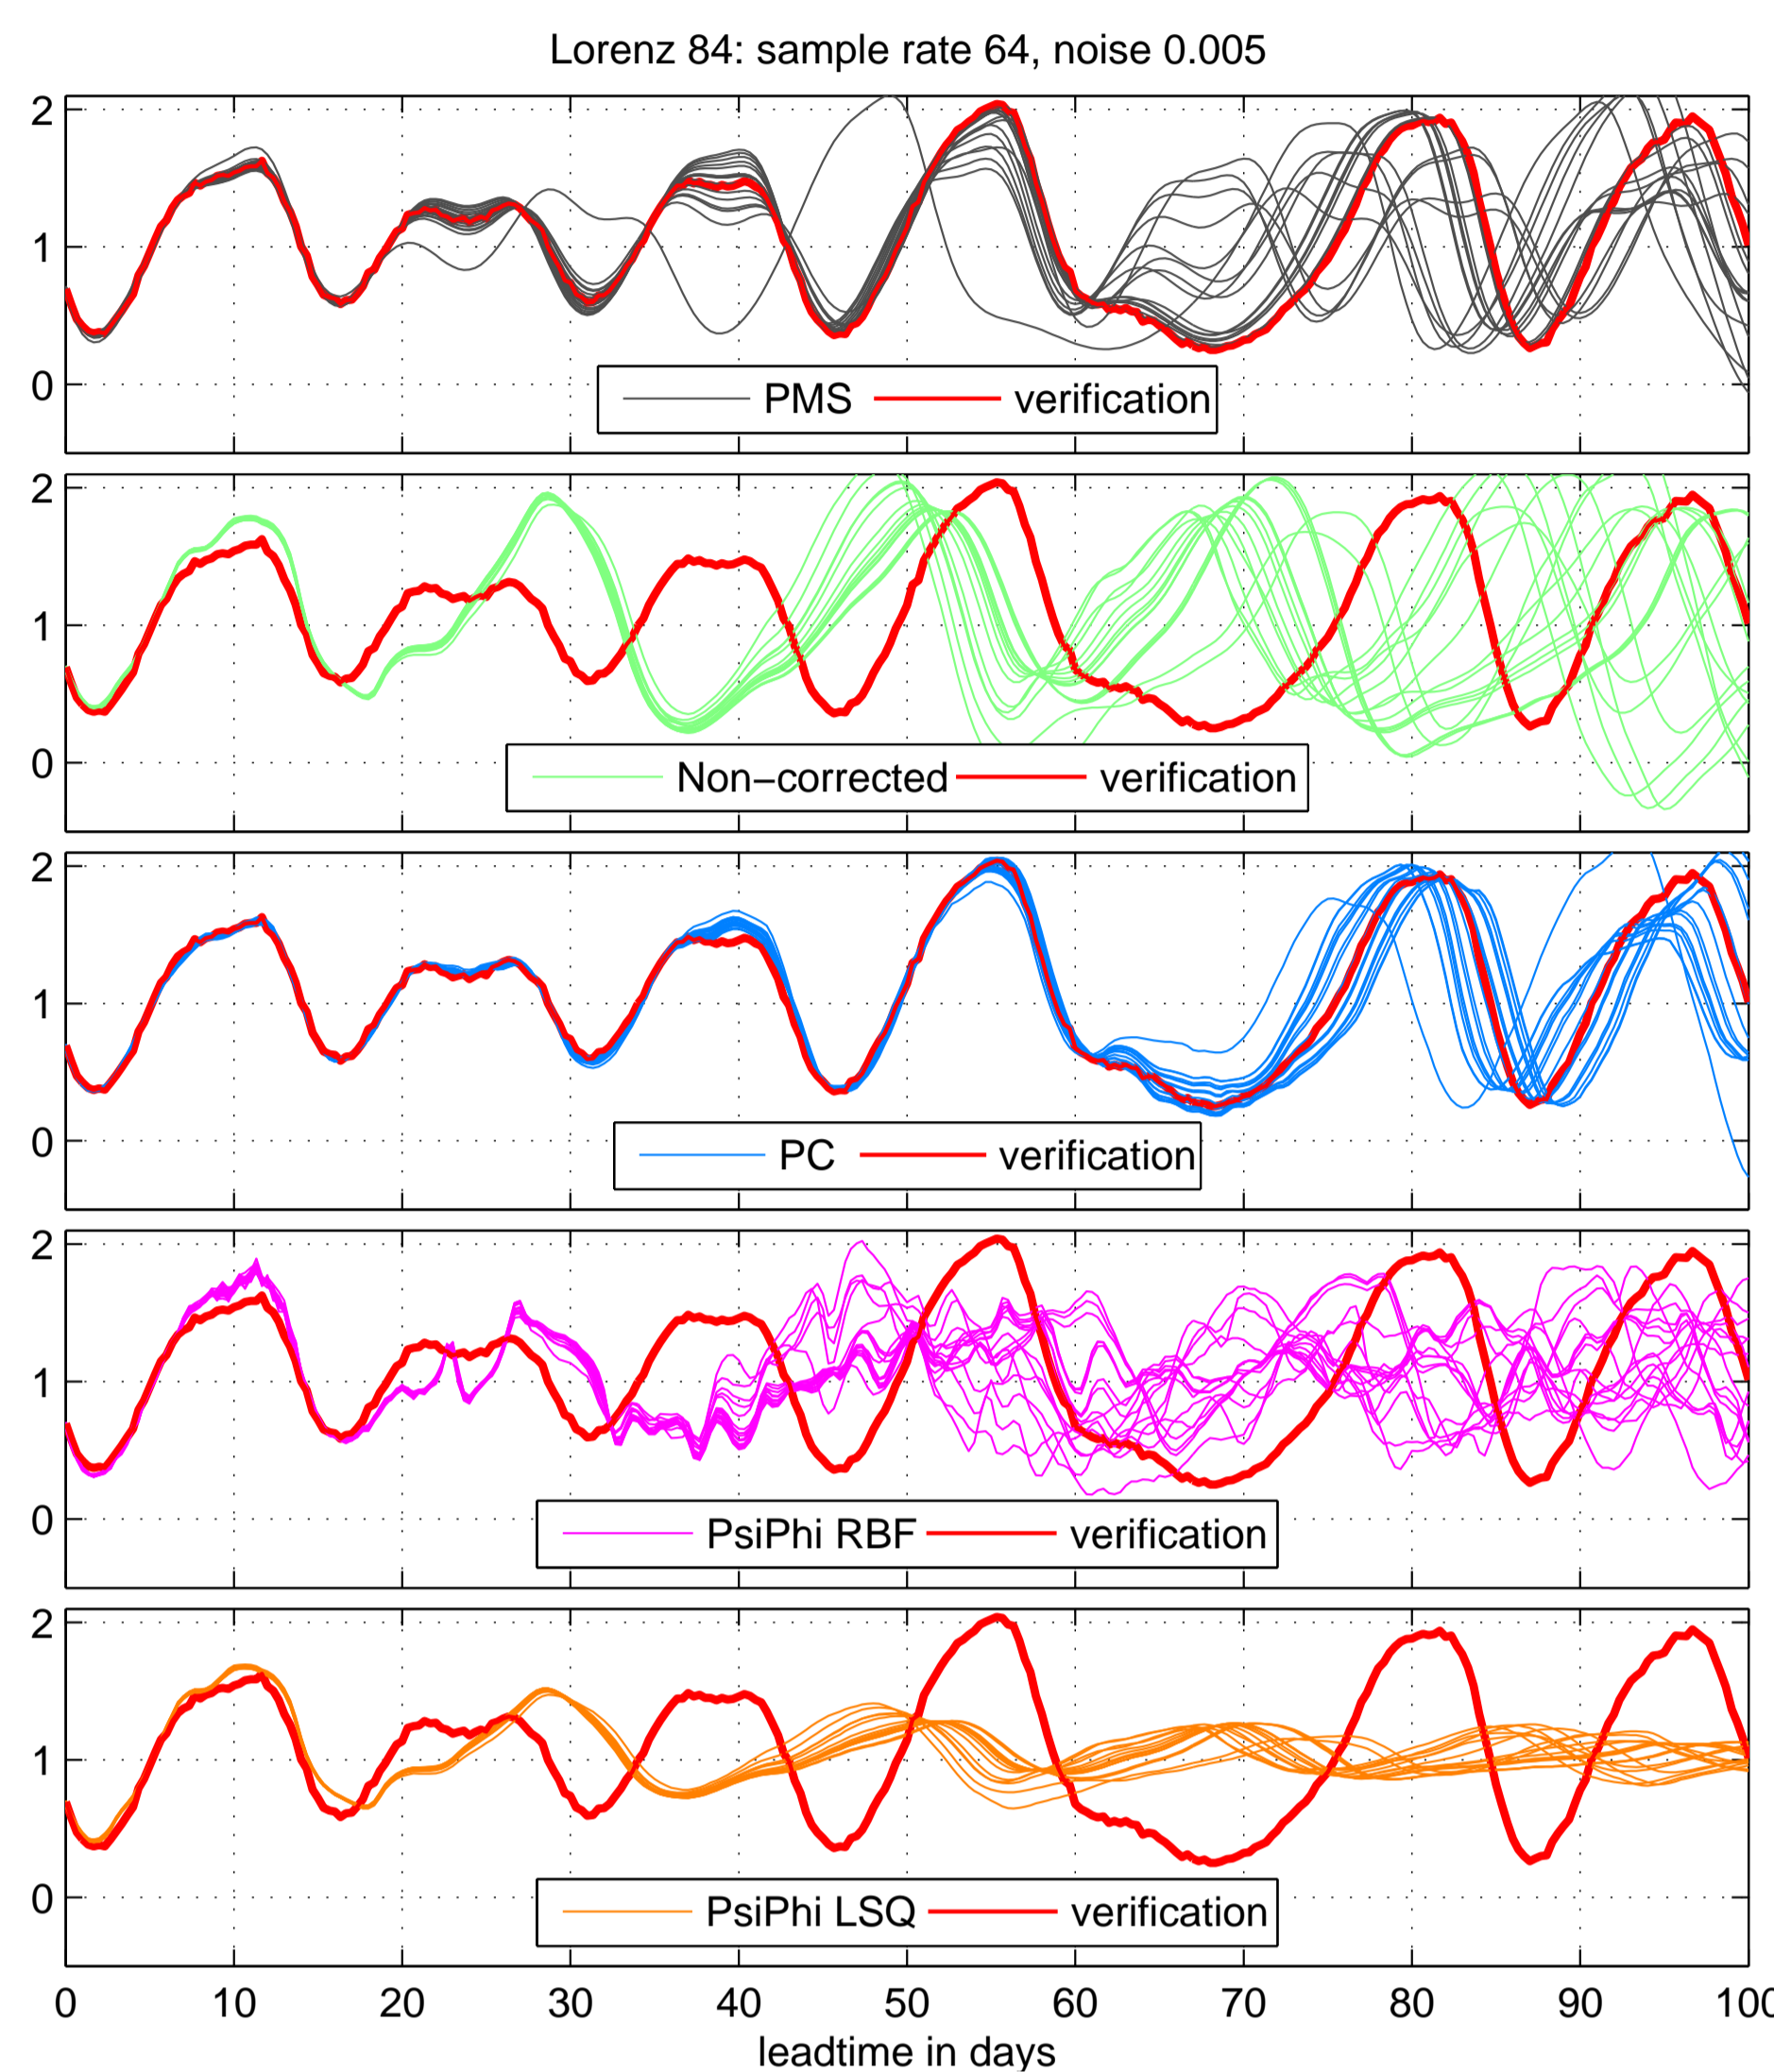 Lorenz 84: sample rate 64, noise 0.005
2
1
0
PMS verification
2
1
0
Non−corrected verification
2
1
0
PC verification
2
1
0
PsiPhi RBF verification
2
1
0
PsiPhi LSQ verification
0 10 20 30 40 50 60 70 80 90 100
leadtime in days